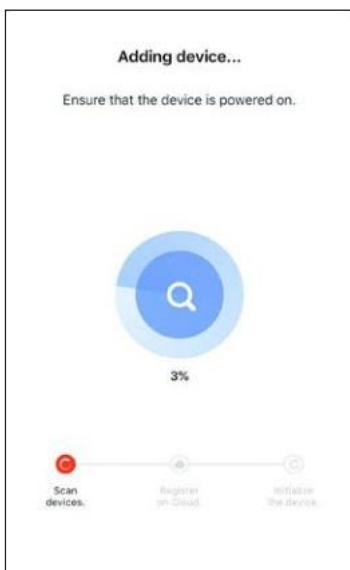 Adding device...
Ensure that the device is powered on.
3%
Scan
devices.
Register
on Cloud.
Initialize
the device.